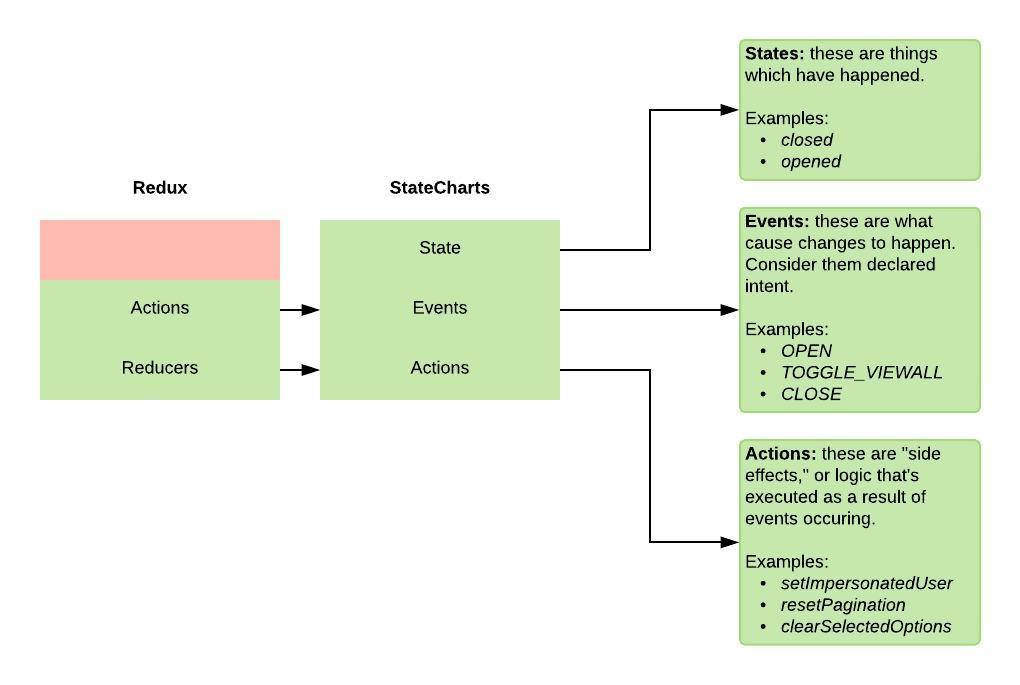 Redux
StateCharts
Actions
Reducers
State
Events
Actions
States: these are things
which have happened.
Examples:
• closed
• opened
Events: these are what
cause changes to happen.
Consider them declared
intent.
Examples:
• OPEN
• TOGGLE_VIEWALL
• CLOSE
Actions: these are "side
effects," or logic that's
executed as a result of
events occuring.
Examples:
• setImpersonatedUser
• resetPagination
• clearSelectedOptions